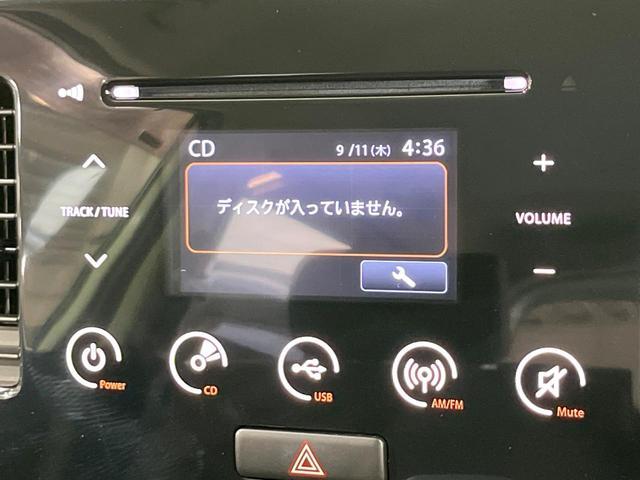 CD 9/11(木) 4:36
ディスクが入っていません。
TRACK/TUNE
VOLUME
Power
CD
USB
AM/FM
Mute